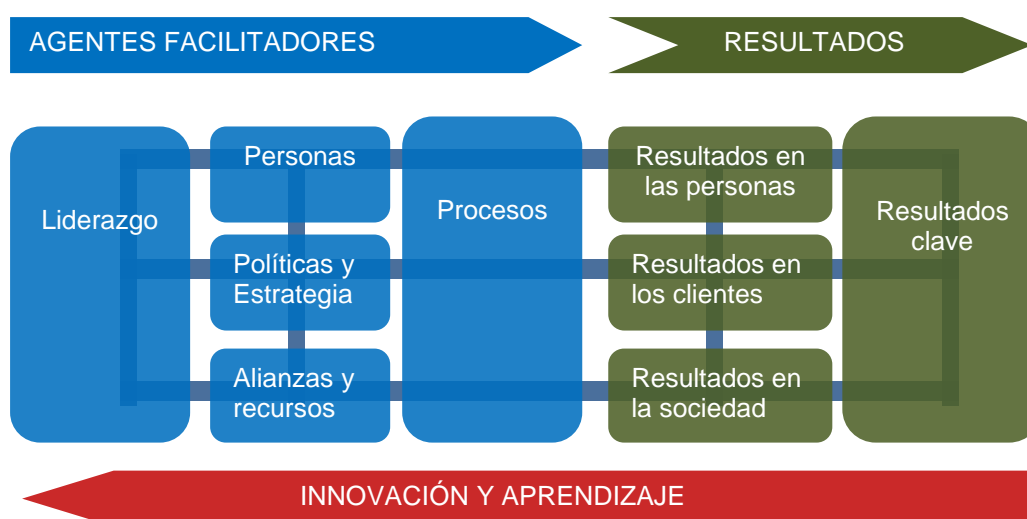 AGENTES FACILITADORES
RESULTADOS
Liderazgo
Personas
Políticas y
Estrategia
Alianzas y
recursos
Procesos
Resultados en
las personas
Resultados en
los clientes
Resultados en
la sociedad
Resultados
clave
INNOVACIÓN Y APRENDIZAJE